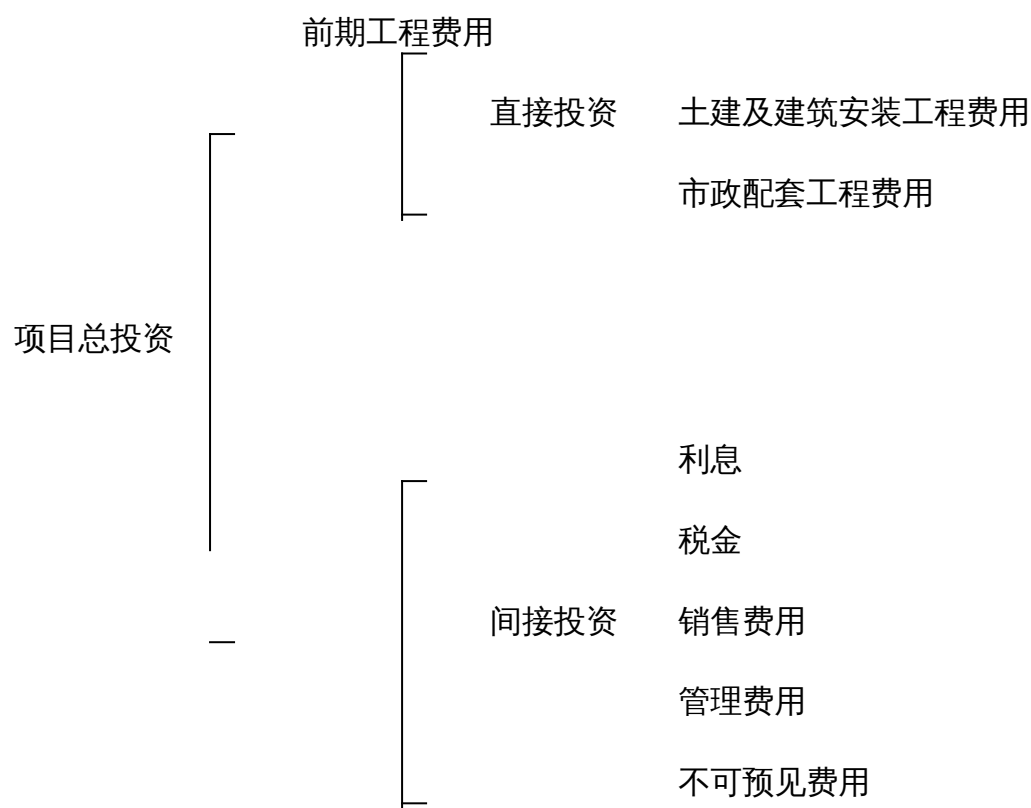 前期工程费用
直接投资 土建及建筑安装工程费用
市政配套工程费用
项目总投资
利息
税金
间接投资 销售费用
管理费用
不可预见费用